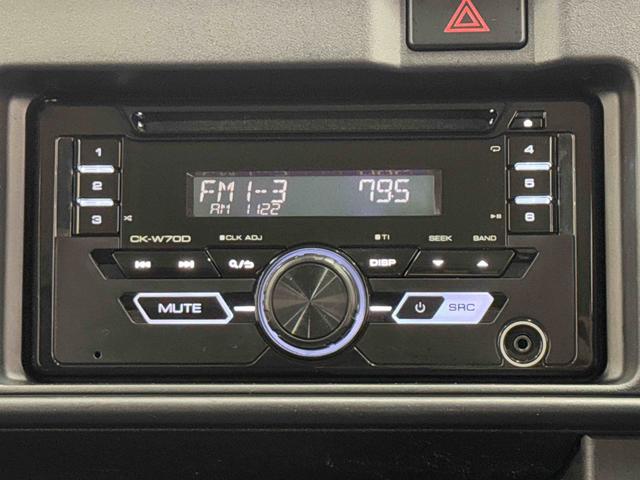 1
2
3
4
5
6
FM1-3 79.5
AM 11:22
CK-W70D
CLK ADJ
TI
SEEK
BAND
DISP
MUTE
SRC